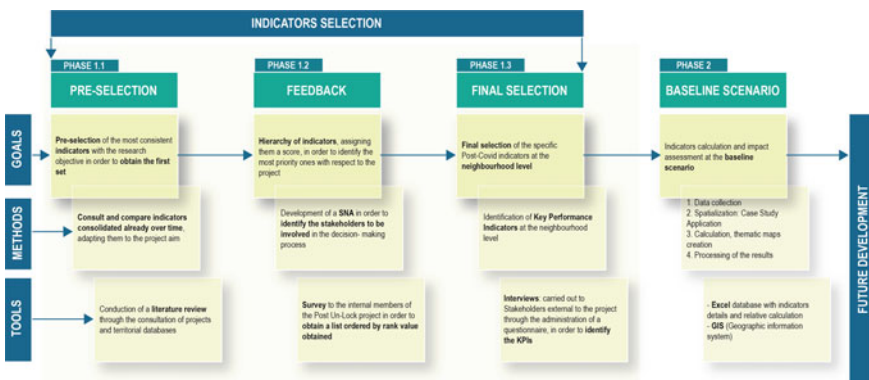 INDICATORS SELECTION
PHASE 1.1
PRE-SELECTION
PHASE 1.2
FEEDBACK
PHASE 1.3
FINAL SELECTION
PHASE 2
BASELINE SCENARIO
GOALS
Pre-selection of the most consistent
indicators with the research
objective in order to obtain the first
set
Hierarchy of indicators, assigning
them a score, in order to identify the
most priority ones with respect to the
project
Final selection of the specific
Post-Covid indicators at the
neighbourhood level
Indicators calculation and impact
assessment at the baseline
scenario
METHODS
Consult and compare indicators
consolidated already over time,
adapting them to the project aim
Development of a SNA in order to
identify the stakeholders to be
involved in the decision- making
process
Identification of Key Performance
Indicators at the neighbourhood
level
1. Data collection
2. Spatialization: Case Study
Application
3. Calculation, thematic maps
creation
4. Processing of the results
TOOLS
Conduction of a literature review
through the consultation of projects
and territorial databases
Survey to the internal members of
the Post Un-Lock project in order to
obtain a list ordered by rank value
obtained
Interviews: carried out to
Stakeholders external to the project
through the administration of a
questionnaire, in order to identify
the KPIs
- Excel database with indicators
details and relative calculation
- GIS (Geographic information
system)
FUTURE DEVELOPMENT